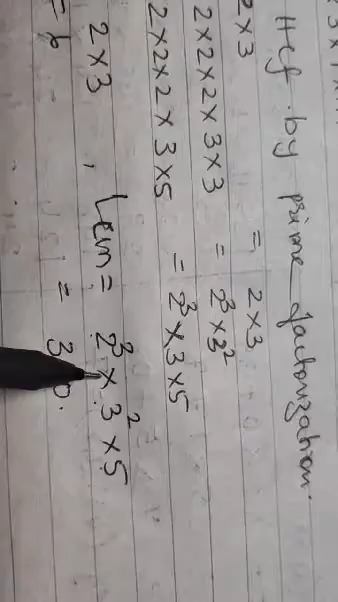 Hcf by prime factorization.
2×3 = 2×3
2×2×2×3×3 = 2³×3²
2×2×2×3×5 = 2³×3×5
2×3, Lcm = 2³×3²×5
=6 = 3